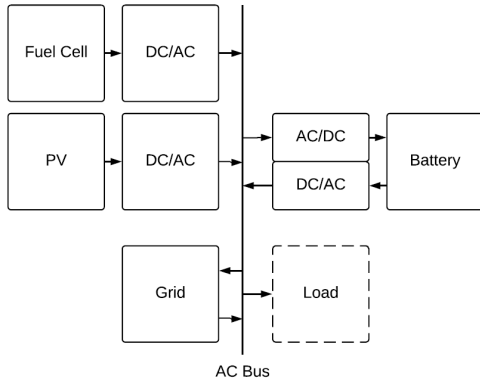 Fuel Cell
DC/AC
PV
DC/AC
AC/DC
DC/AC
Battery
Grid
Load
AC Bus